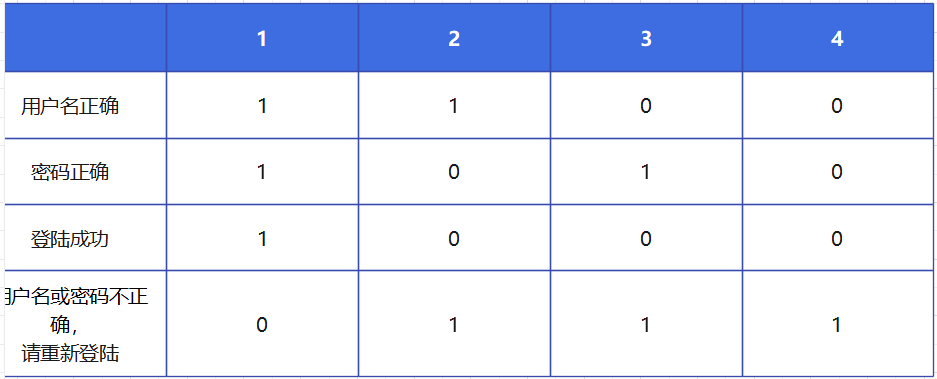 1 2 3 4
用户名正确 1 1 0 0
密码正确 1 0 1 0
登陆成功 1 0 0 0
用户名或密码不正
确，
请重新登陆 0 1 1 1